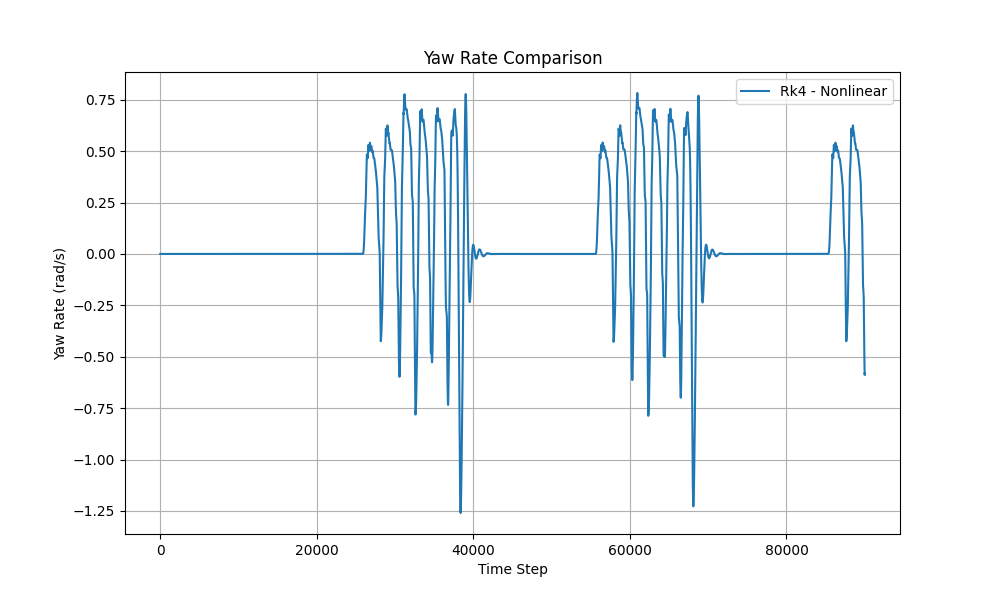 Yaw Rate Comparison
Rk4 - Nonlinear
Yaw Rate (rad/s)
0.75
0.50
0.25
0.00
−0.25
−0.50
−0.75
−1.00
−1.25
0 20000 40000 60000 80000
Time Step